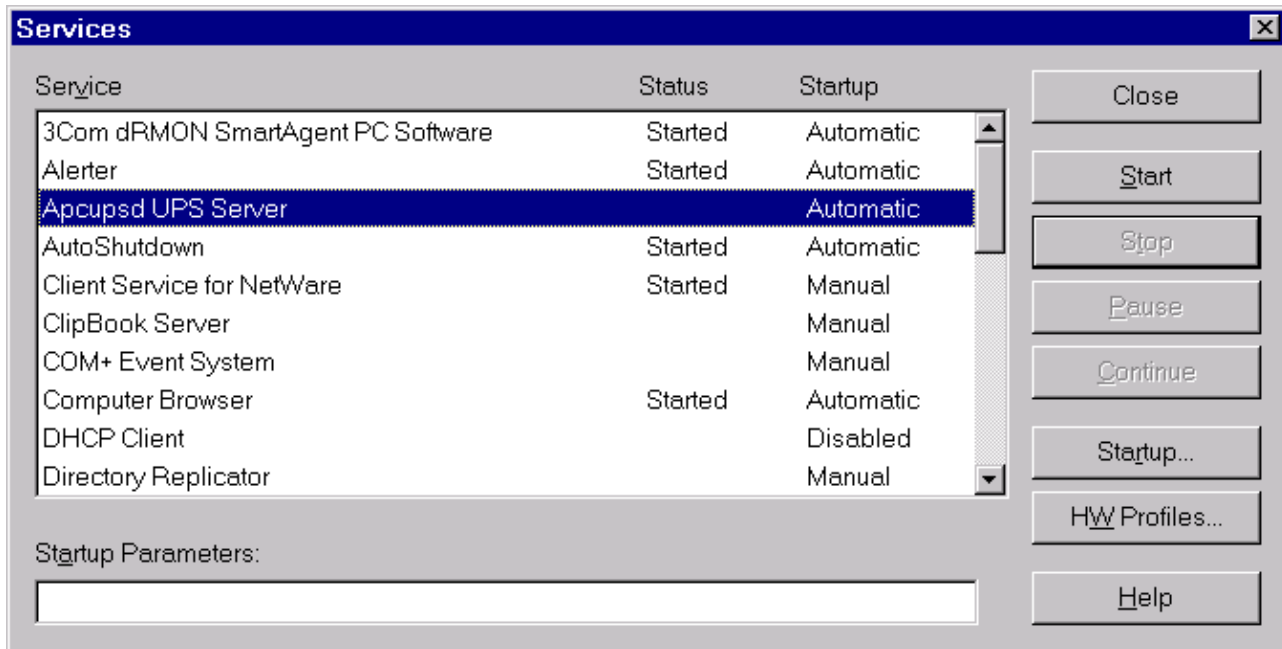 Services
Service Status Startup
3Com dRMON SmartAgent PC Software Started Automatic
Alerter Started Automatic
Apcupsd UPS Server Automatic
AutoShutdown Started Automatic
Client Service for NetWare Started Manual
ClipBook Server Manual
COM+ Event System Manual
Computer Browser Started Automatic
DHCP Client Disabled
Directory Replicator Manual
Startup Parameters:
Close
Start
Stop
Pause
Continue
Startup...
HW Profiles...
Help